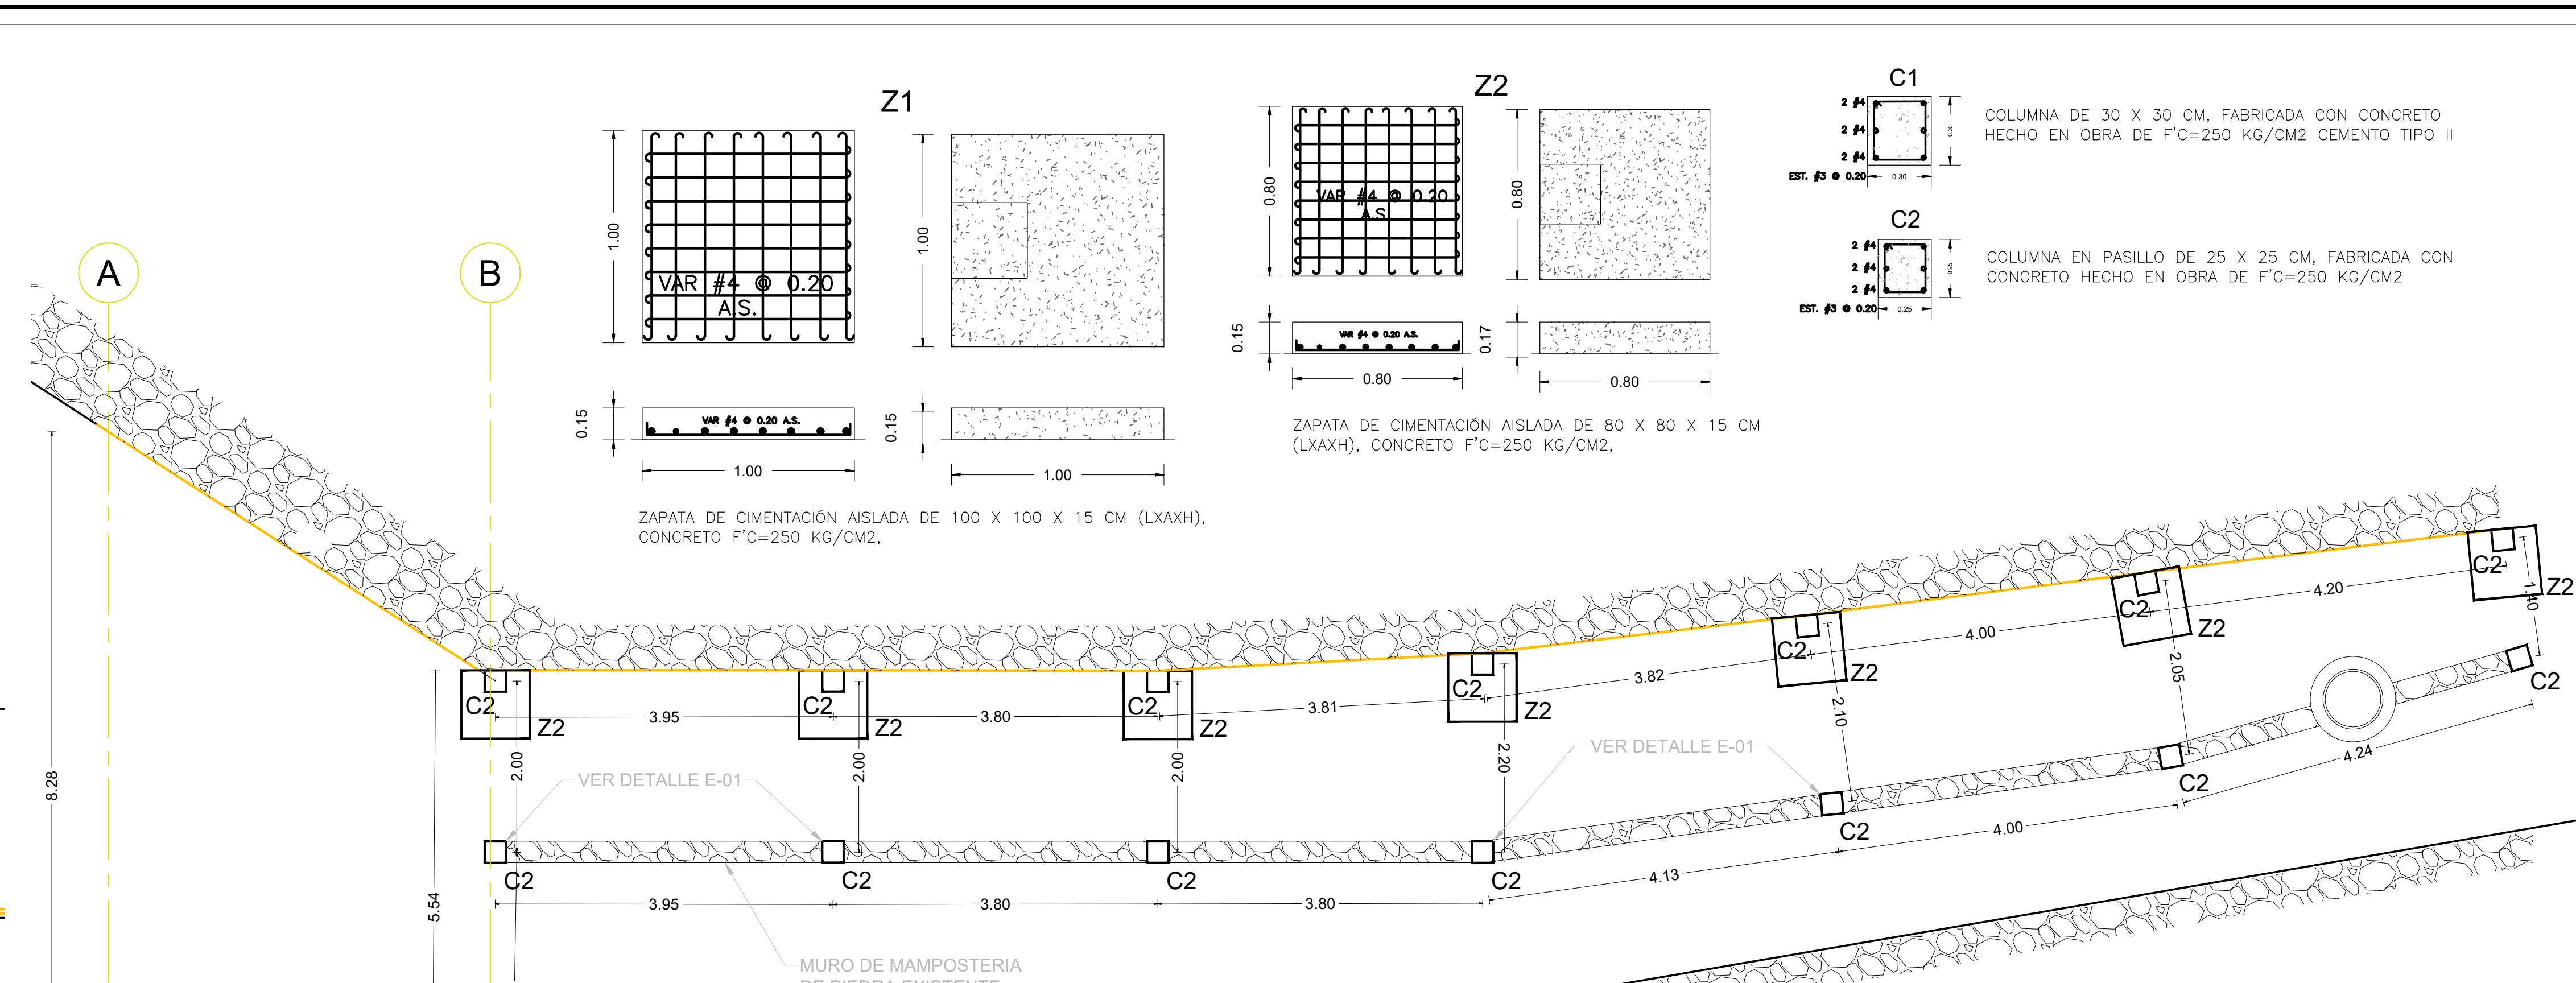 Z1
1.00
VAR #4 @ 0.20
A.S.
1.00
0.15
VAR #4 @ 0.20 A.S.
1.00
0.15
1.00
ZAPATA DE CIMENTACIÓN AISLADA DE 100 X 100 X 15 CM (LXAXH),
CONCRETO F'C=250 KG/CM2,
Z2
0.80
VAR #4 @ 0.20
A.S
0.80
0.15
VAR #4 @ 0.20 A.S.
0.80
0.17
0.80
ZAPATA DE CIMENTACIÓN AISLADA DE 80 X 80 X 15 CM
(LXAXH), CONCRETO F'C=250 KG/CM2,
C1
2 #4
2 #4
2 #4
EST. #3 @ 0.20
0.30
0.30
COLUMNA DE 30 X 30 CM, FABRICADA CON CONCRETO
HECHO EN OBRA DE F'C=250 KG/CM2 CEMENTO TIPO II
C2
2 #4
2 #4
2 #4
EST. #3 @ 0.20
0.25
0.25
COLUMNA EN PASILLO DE 25 X 25 CM, FABRICADA CON
CONCRETO HECHO EN OBRA DE F'C=250 KG/CM2
A
B
8.28
5.54
C2
Z2
C2
Z2
C2
Z2
C2
Z2
C2
Z2
C2
Z2
C2
Z2
3.95
3.80
3.81
3.82
4.00
4.20
2.00
2.00
2.00
2.20
2.10
2.05
1.40
VER DETALLE E-01
VER DETALLE E-01
C2
C2
C2
C2
C2
C2
C2
3.95
3.80
3.80
4.13
4.00
4.24
MURO DE MAMPOSTERIA
DE PIEDRA EXISTENTE